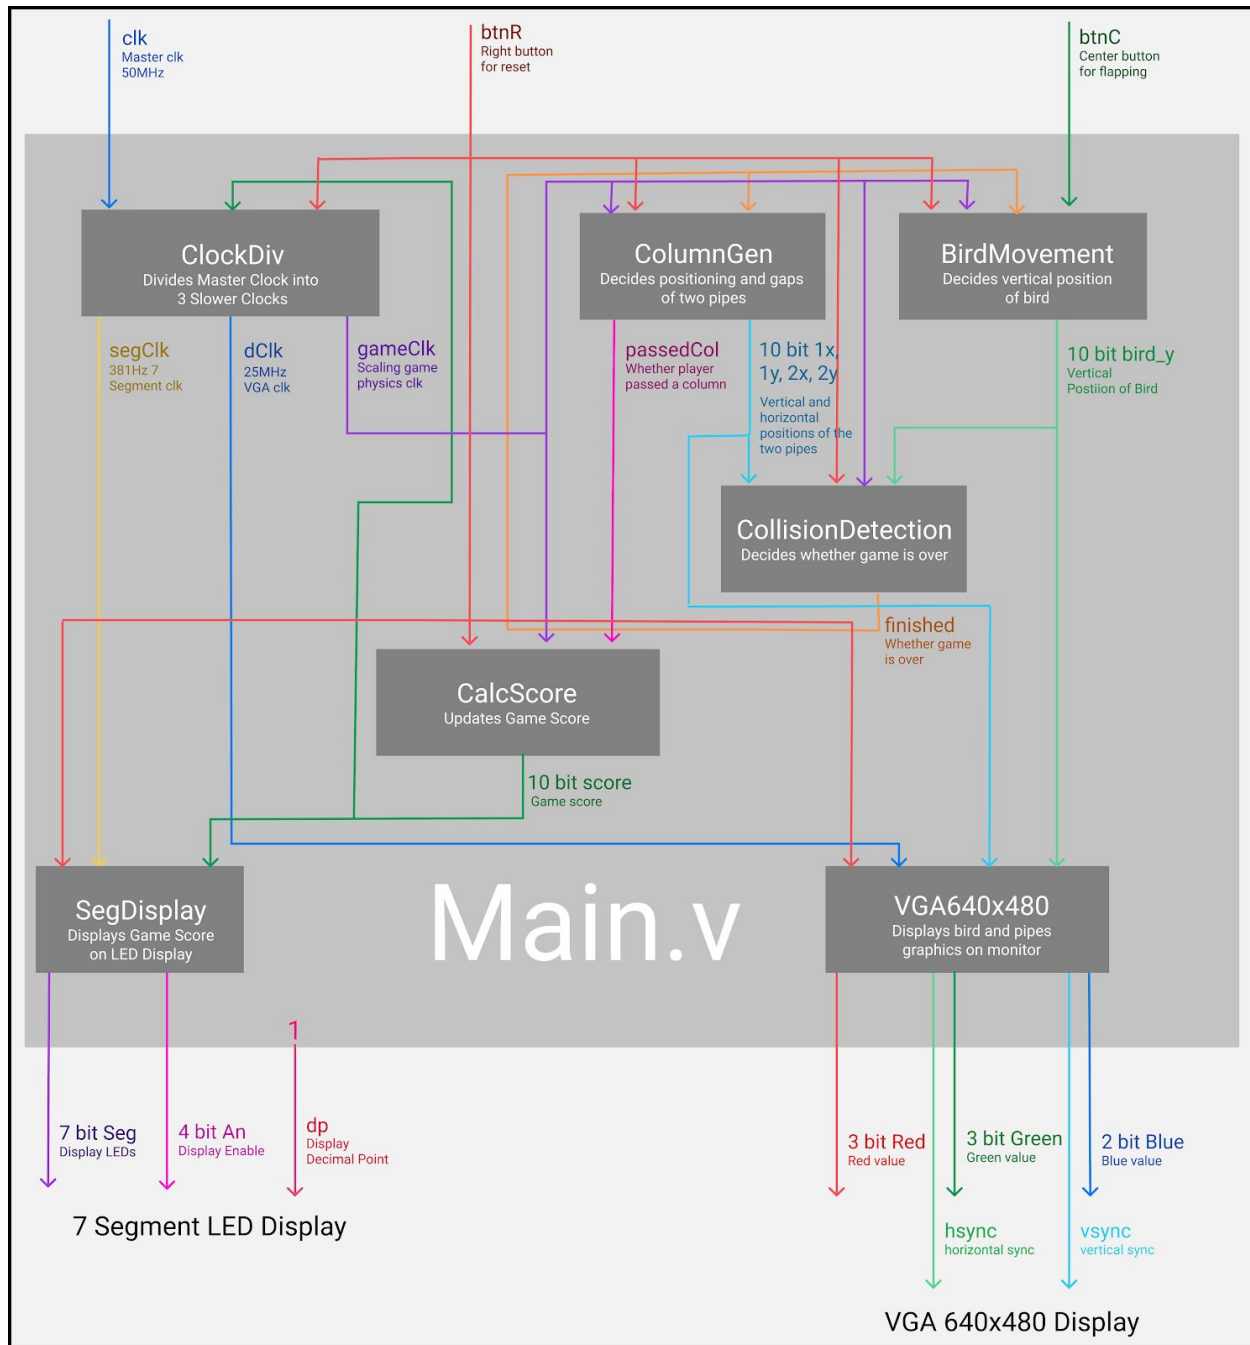 clk
Master clk
50MHz
btnR
Right button
for reset
btnC
Center button
for flapping
ClockDiv
Divides Master Clock into
3 Slower Clocks
ColumnGen
Decides positioning and gaps
of two pipes
BirdMovement
Decides vertical position
of bird
segClk
381Hz 7
Segment clk
dClk
25MHz
VGA clk
gameClk
Scaling game
physics clk
passedCol
Whether player
passed a column
10 bit 1x,
1y, 2x, 2y
Vertical and
horizontal
positions of the
two pipes
10 bit bird_y
Vertical
Postiion of Bird
CollisionDetection
Decides whether game is over
finished
Whether game
is over
CalcScore
Updates Game Score
10 bit score
Game score
SegDisplay
Displays Game Score
on LED Display
Main.v
VGA640x480
Displays bird and pipes
graphics on monitor
1
7 bit Seg
Display LEDs
4 bit An
Display Enable
dp
Display
Decimal Point
3 bit Red
Red value
3 bit Green
Green value
2 bit Blue
Blue value
7 Segment LED Display
hsync
horizontal sync
vsync
vertical sync
VGA 640x480 Display